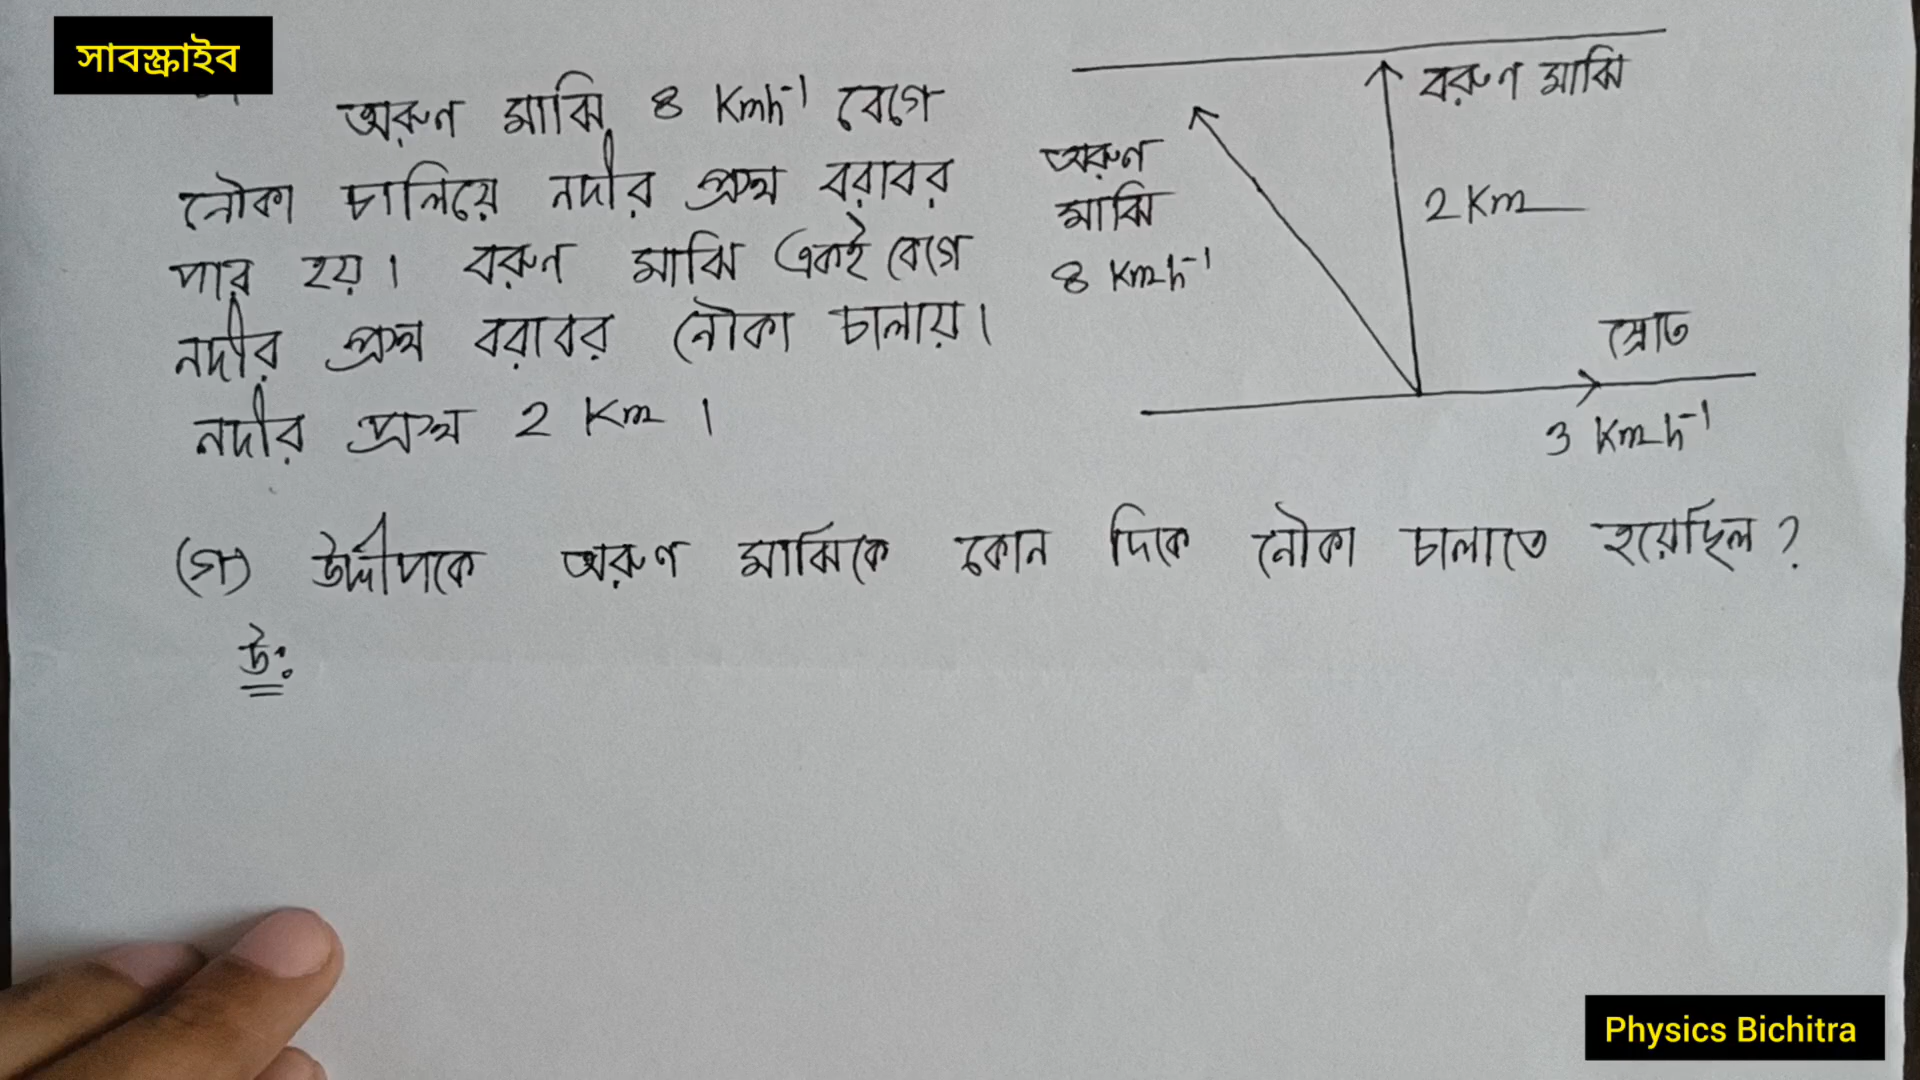 সাবস্ক্রাইব
অরুণ মাঝি 8 Kmh⁻¹ বেগে
নৌকা চালিয়ে নদীর প্রস্থ বরাবর
পার হয়। বরুণ মাঝি একই বেগে
নদীর প্রস্থ বরাবর নৌকা চালায়।
নদীর প্রস্থ 2 Km।
বরুণ মাঝি
অরুণ
মাঝি
8 Kmh⁻¹
2 Km
স্রোত
3 Kmh⁻¹
(গ) উদ্দীপকে অরুণ মাঝিকে কোন দিকে নৌকা চালাতে হয়েছিল?
উঃ
Physics Bichitra